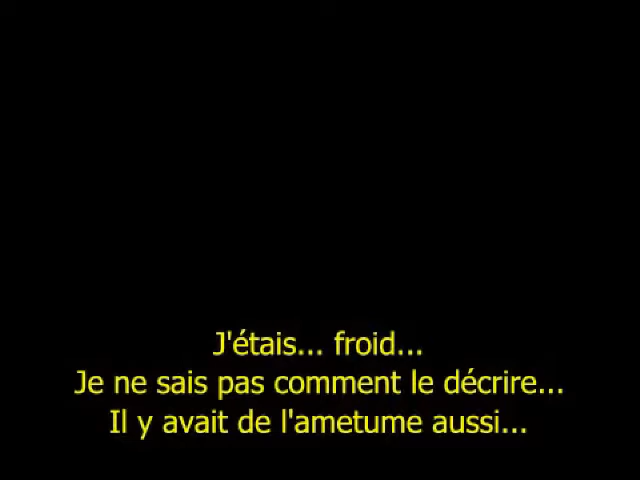 J'étais... froid...
Je ne sais pas comment le décrire...
Il y avait de l'ametume aussi...